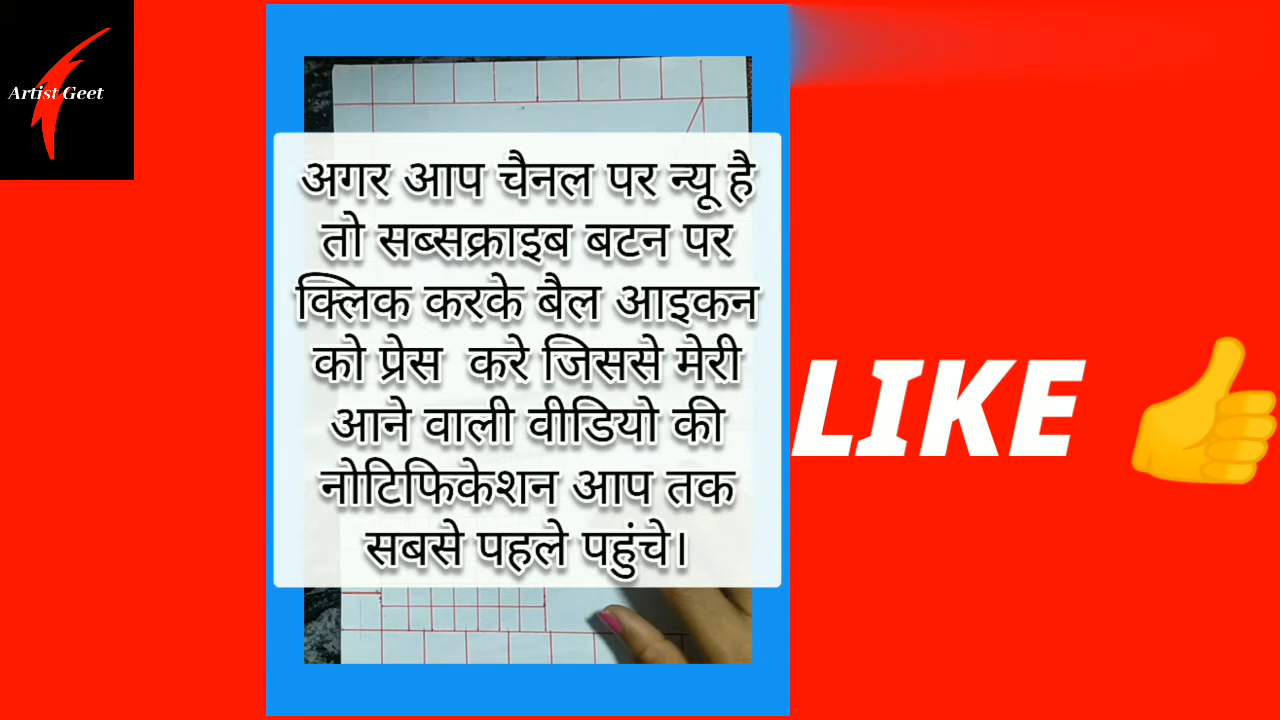 Artist Geet
अगर आप चैनल पर न्यू है
तो सब्सक्राइब बटन पर
क्लिक करके बैल आइकन
को प्रेस करे जिससे मेरी
आने वाली वीडियो की
नोटिफिकेशन आप तक
सबसे पहले पहुंचे।
LIKE 👍